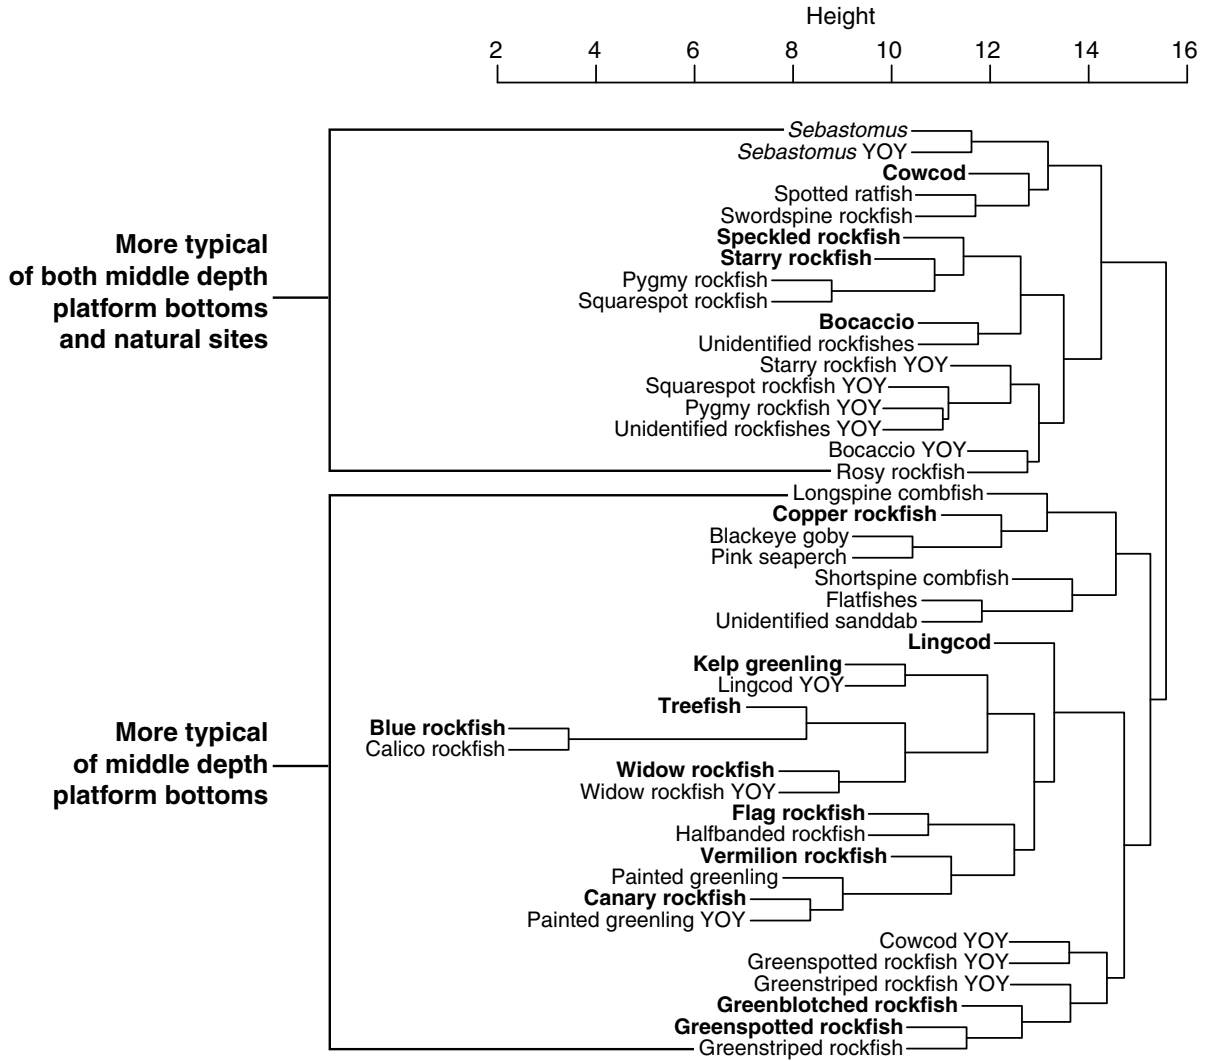 Height
2 4 6 8 10 12 14 16
Sebastomus
Sebastomus YOY
Cowcod
Spotted ratfish
Swordspine rockfish
Speckled rockfish
Starry rockfish
Pygmy rockfish
Squarespot rockfish
Bocaccio
Unidentified rockfishes
Starry rockfish YOY
Squarespot rockfish YOY
Pygmy rockfish YOY
Unidentified rockfishes YOY
Bocaccio YOY
Rosy rockfish
More typical
of both middle depth
platform bottoms
and natural sites
Longspine combfish
Copper rockfish
Blackeye goby
Pink seaperch
Shortspine combfish
Flatfishes
Unidentified sanddab
Lingcod
Kelp greenling
Lingcod YOY
Treefish
Blue rockfish
Calico rockfish
Widow rockfish
Widow rockfish YOY
Flag rockfish
Halfbanded rockfish
Vermilion rockfish
Painted greenling
Canary rockfish
Painted greenling YOY
Cowcod YOY
Greenspotted rockfish YOY
Greenstriped rockfish YOY
Greenblotched rockfish
Greenspotted rockfish
Greenstriped rockfish
More typical
of middle depth
platform bottoms